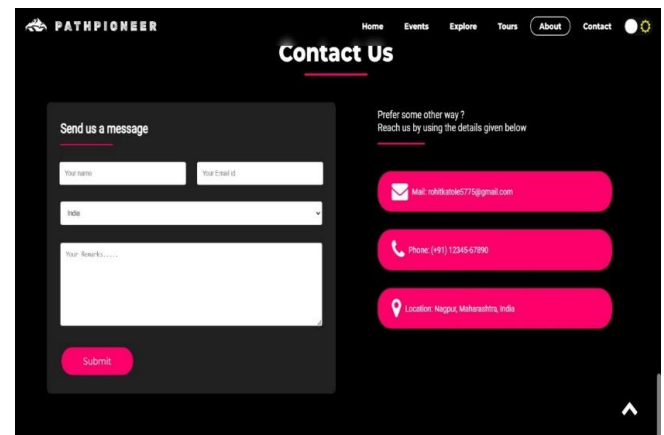 PATHPIONEER
Home Events Explore Tours About Contact
Contact Us
Send us a message
Your name Your Email id
India
Your Remarks.....
Submit
Prefer some other way ?
Reach us by using the details given below
Mail: rohitkatole5775@gmail.com
Phone: (+91) 12345-67890
Location: Nagpur, Maharashtra, India